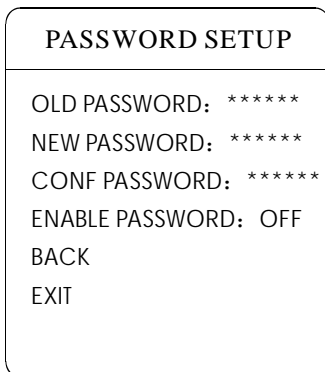 PASSWORD SETUP
OLD PASSWORD：******
NEW PASSWORD：******
CONF PASSWORD：******
ENABLE PASSWORD：OFF
BACK
EXIT